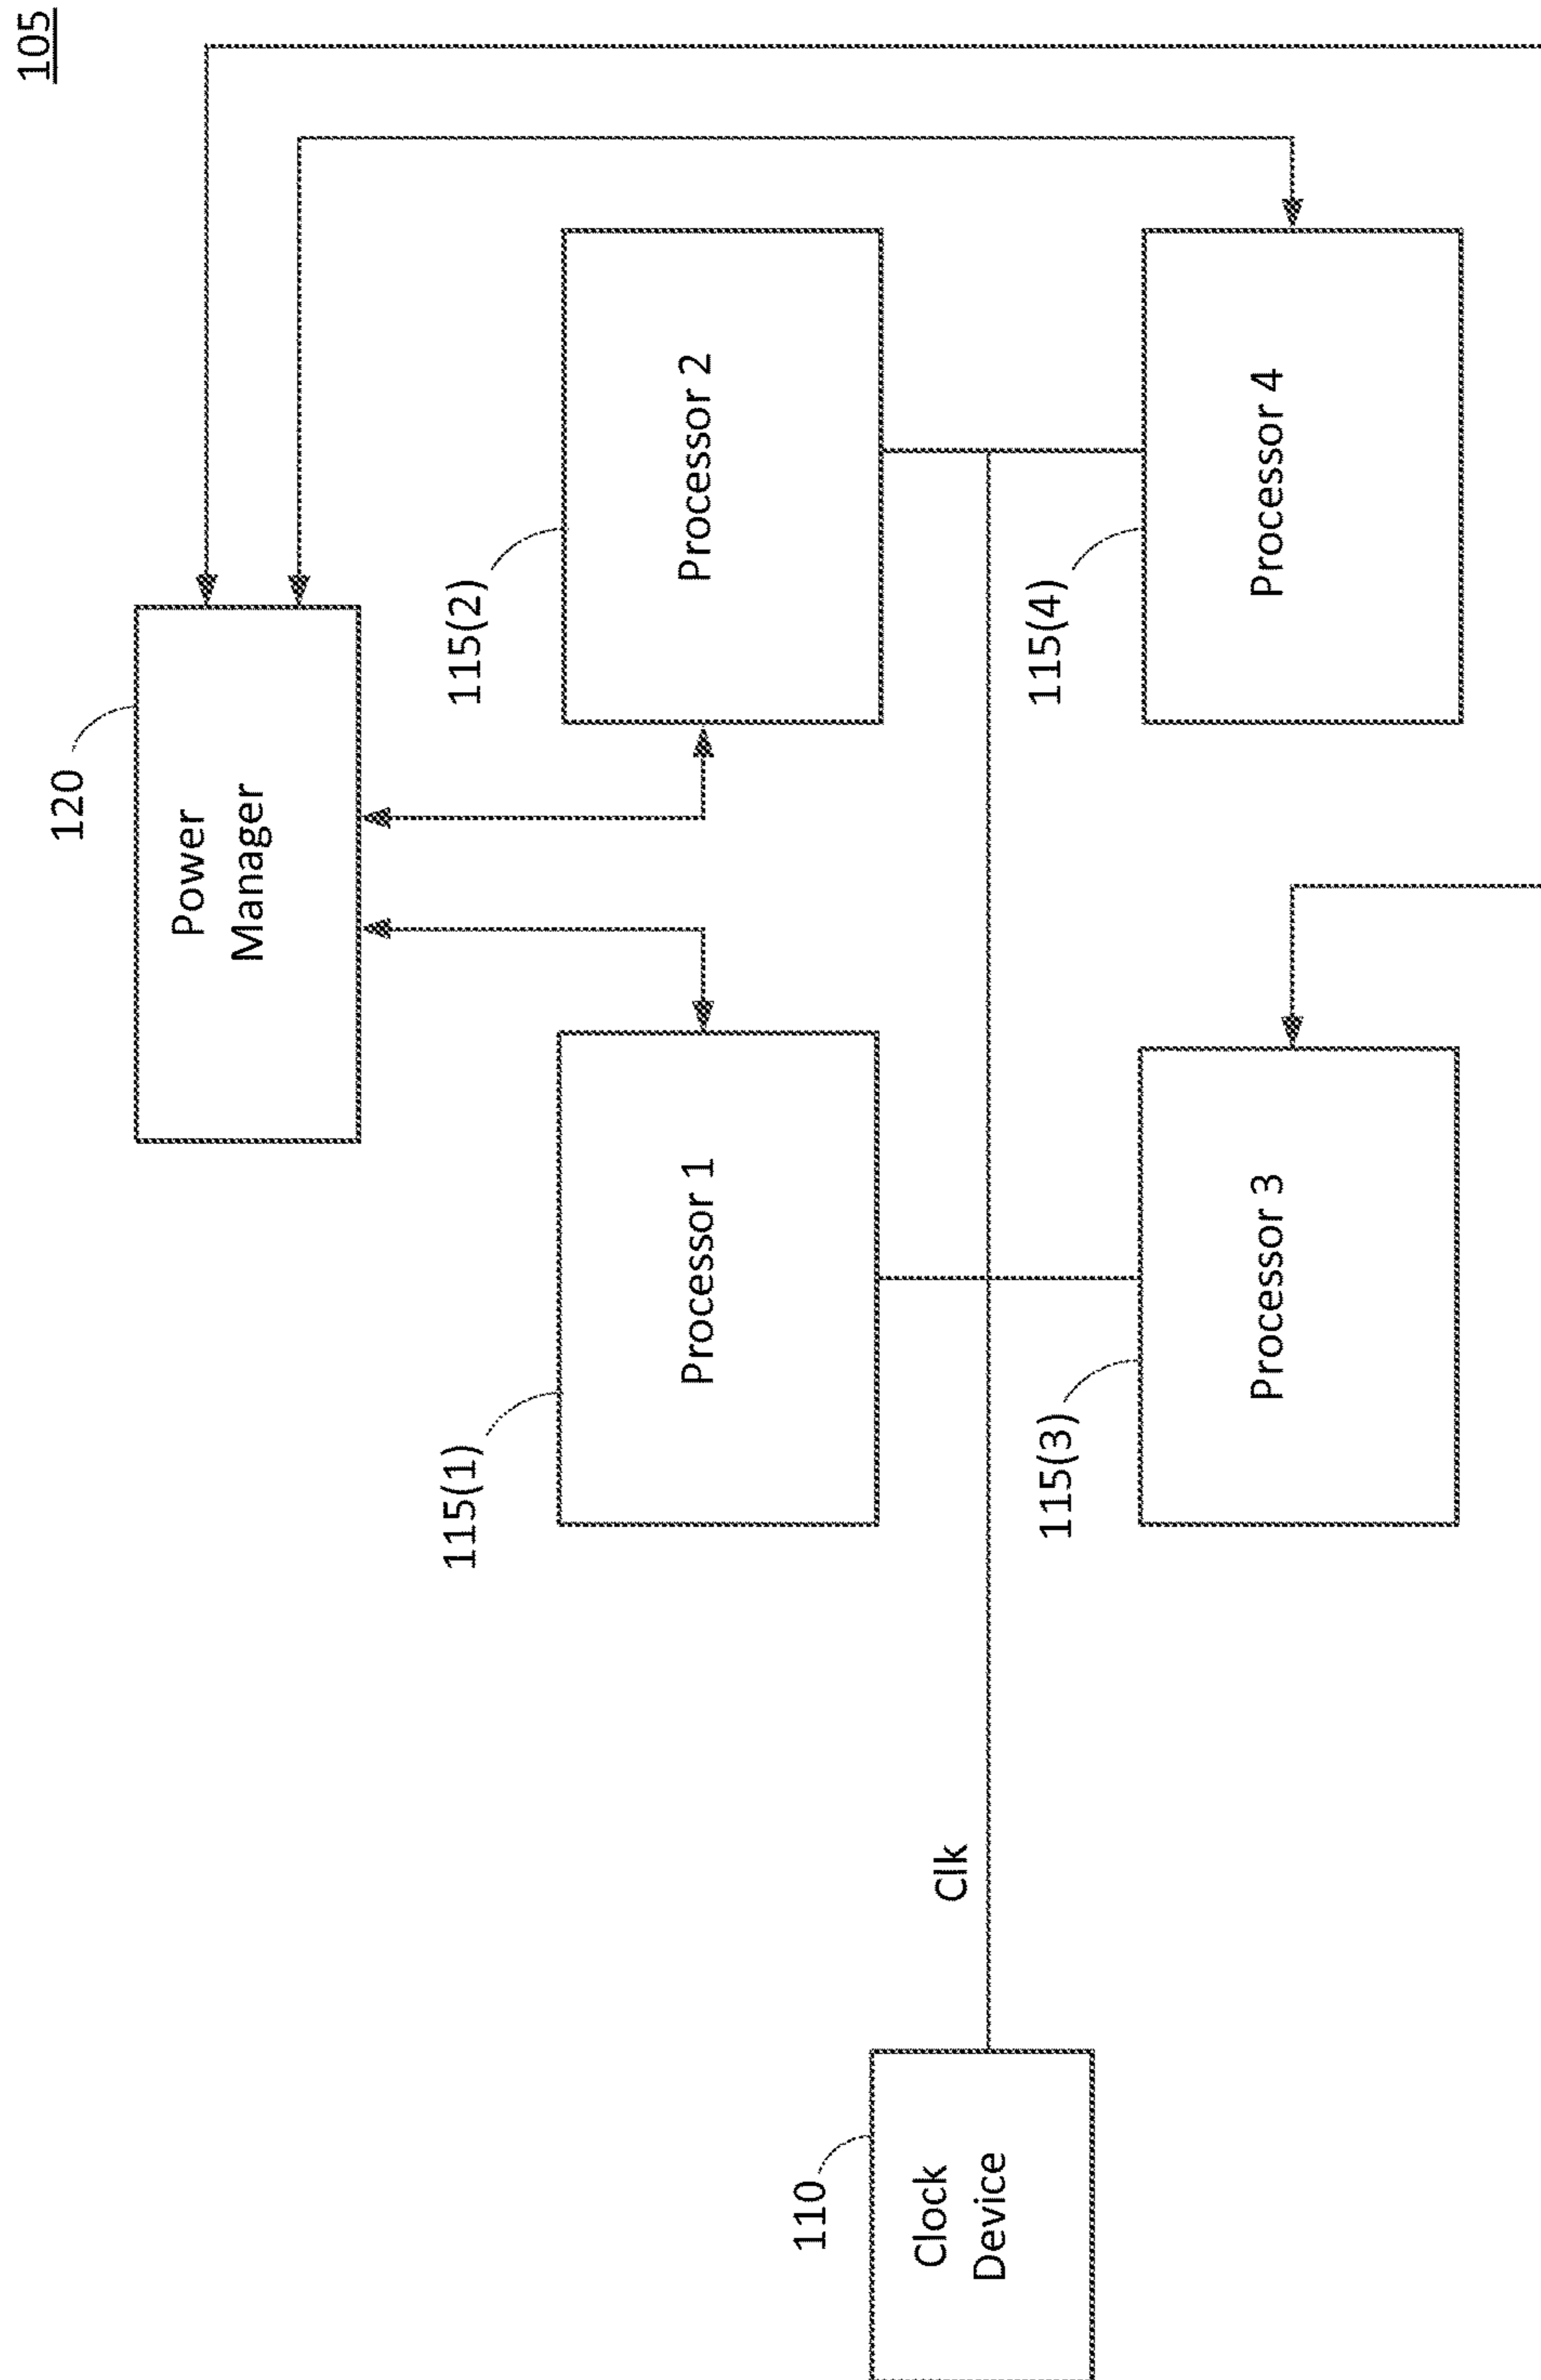 105
120
Power
Manager
115(1)
Processor 1
115(2)
Processor 2
110
Clock
Device
Clk
115(3)
Processor 3
115(4)
Processor 4